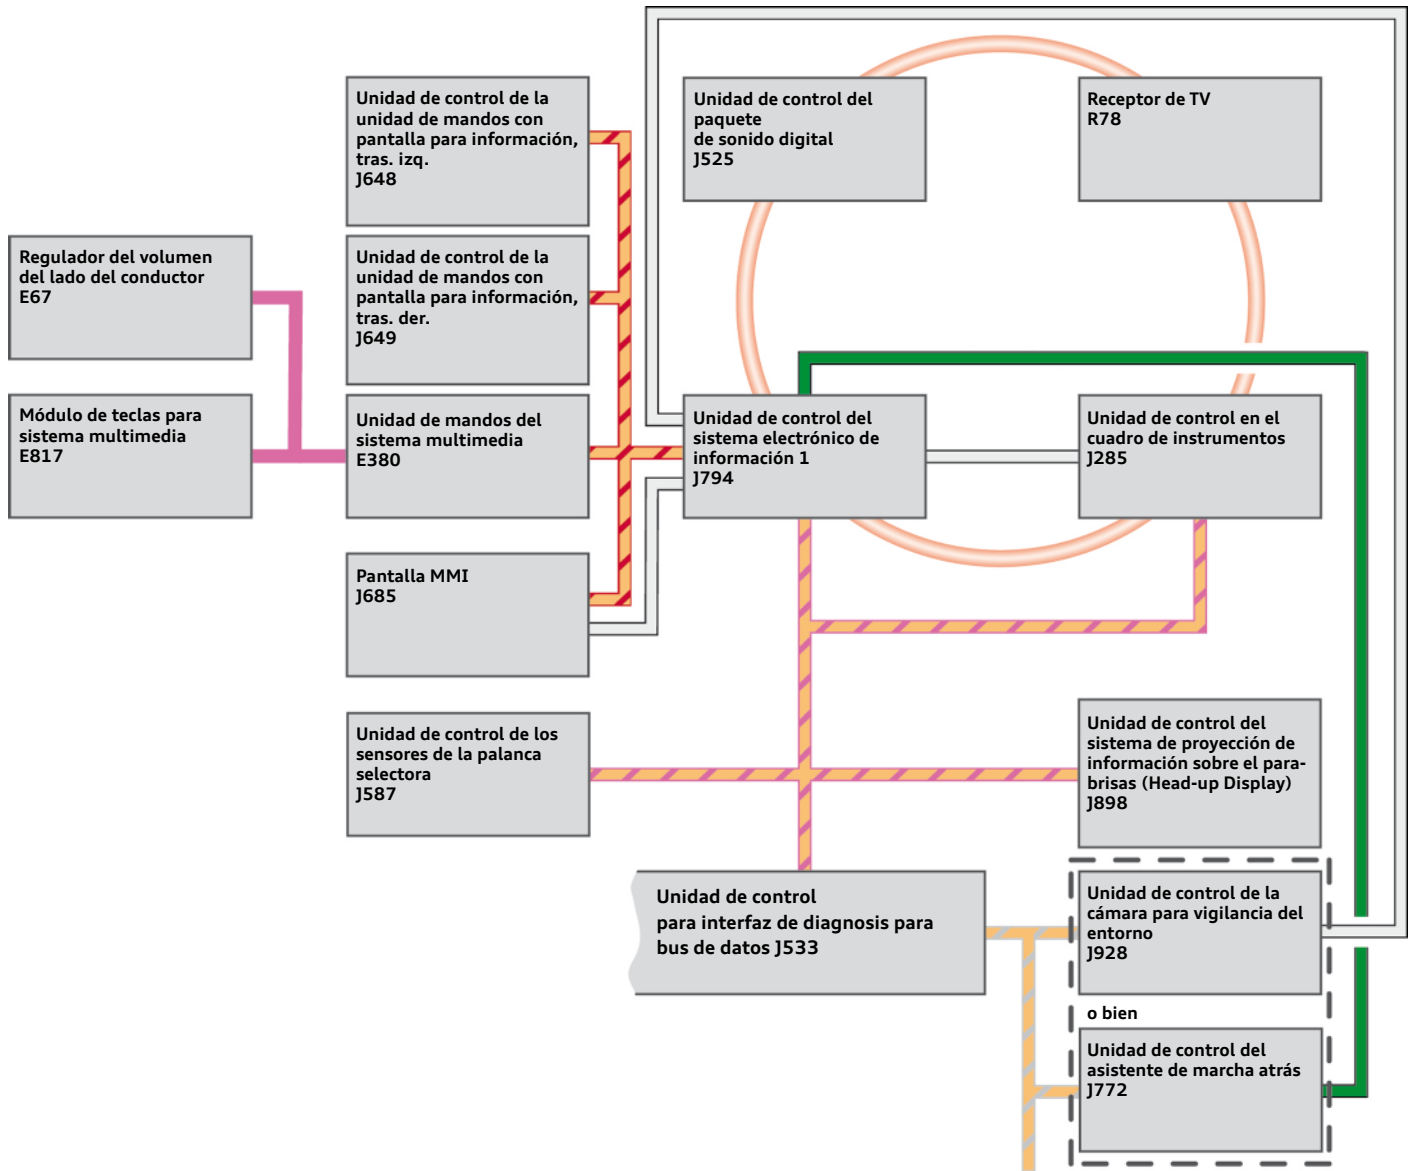 Unidad de control de la
unidad de mandos con
pantalla para información,
tras. izq.
J648
Unidad de control del
paquete
de sonido digital
J525
Receptor de TV
R78
Regulador del volumen
del lado del conductor
E67
Unidad de control de la
unidad de mandos con
pantalla para información,
tras. der.
J649
Módulo de teclas para
sistema multimedia
E817
Unidad de mandos del
sistema multimedia
E380
Unidad de control del
sistema electrónico de
información 1
J794
Unidad de control en el
cuadro de instrumentos
J285
Pantalla MMI
J685
Unidad de control de los
sensores de la palanca
selectora
J587
Unidad de control del
sistema de proyección de
información sobre el para-
brisas (Head-up Display)
J898
Unidad de control
para interfaz de diagnosis para
bus de datos J533
Unidad de control de la
cámara para vigilancia del
entorno
J928
o bien
Unidad de control del
asistente de marcha atrás
J772